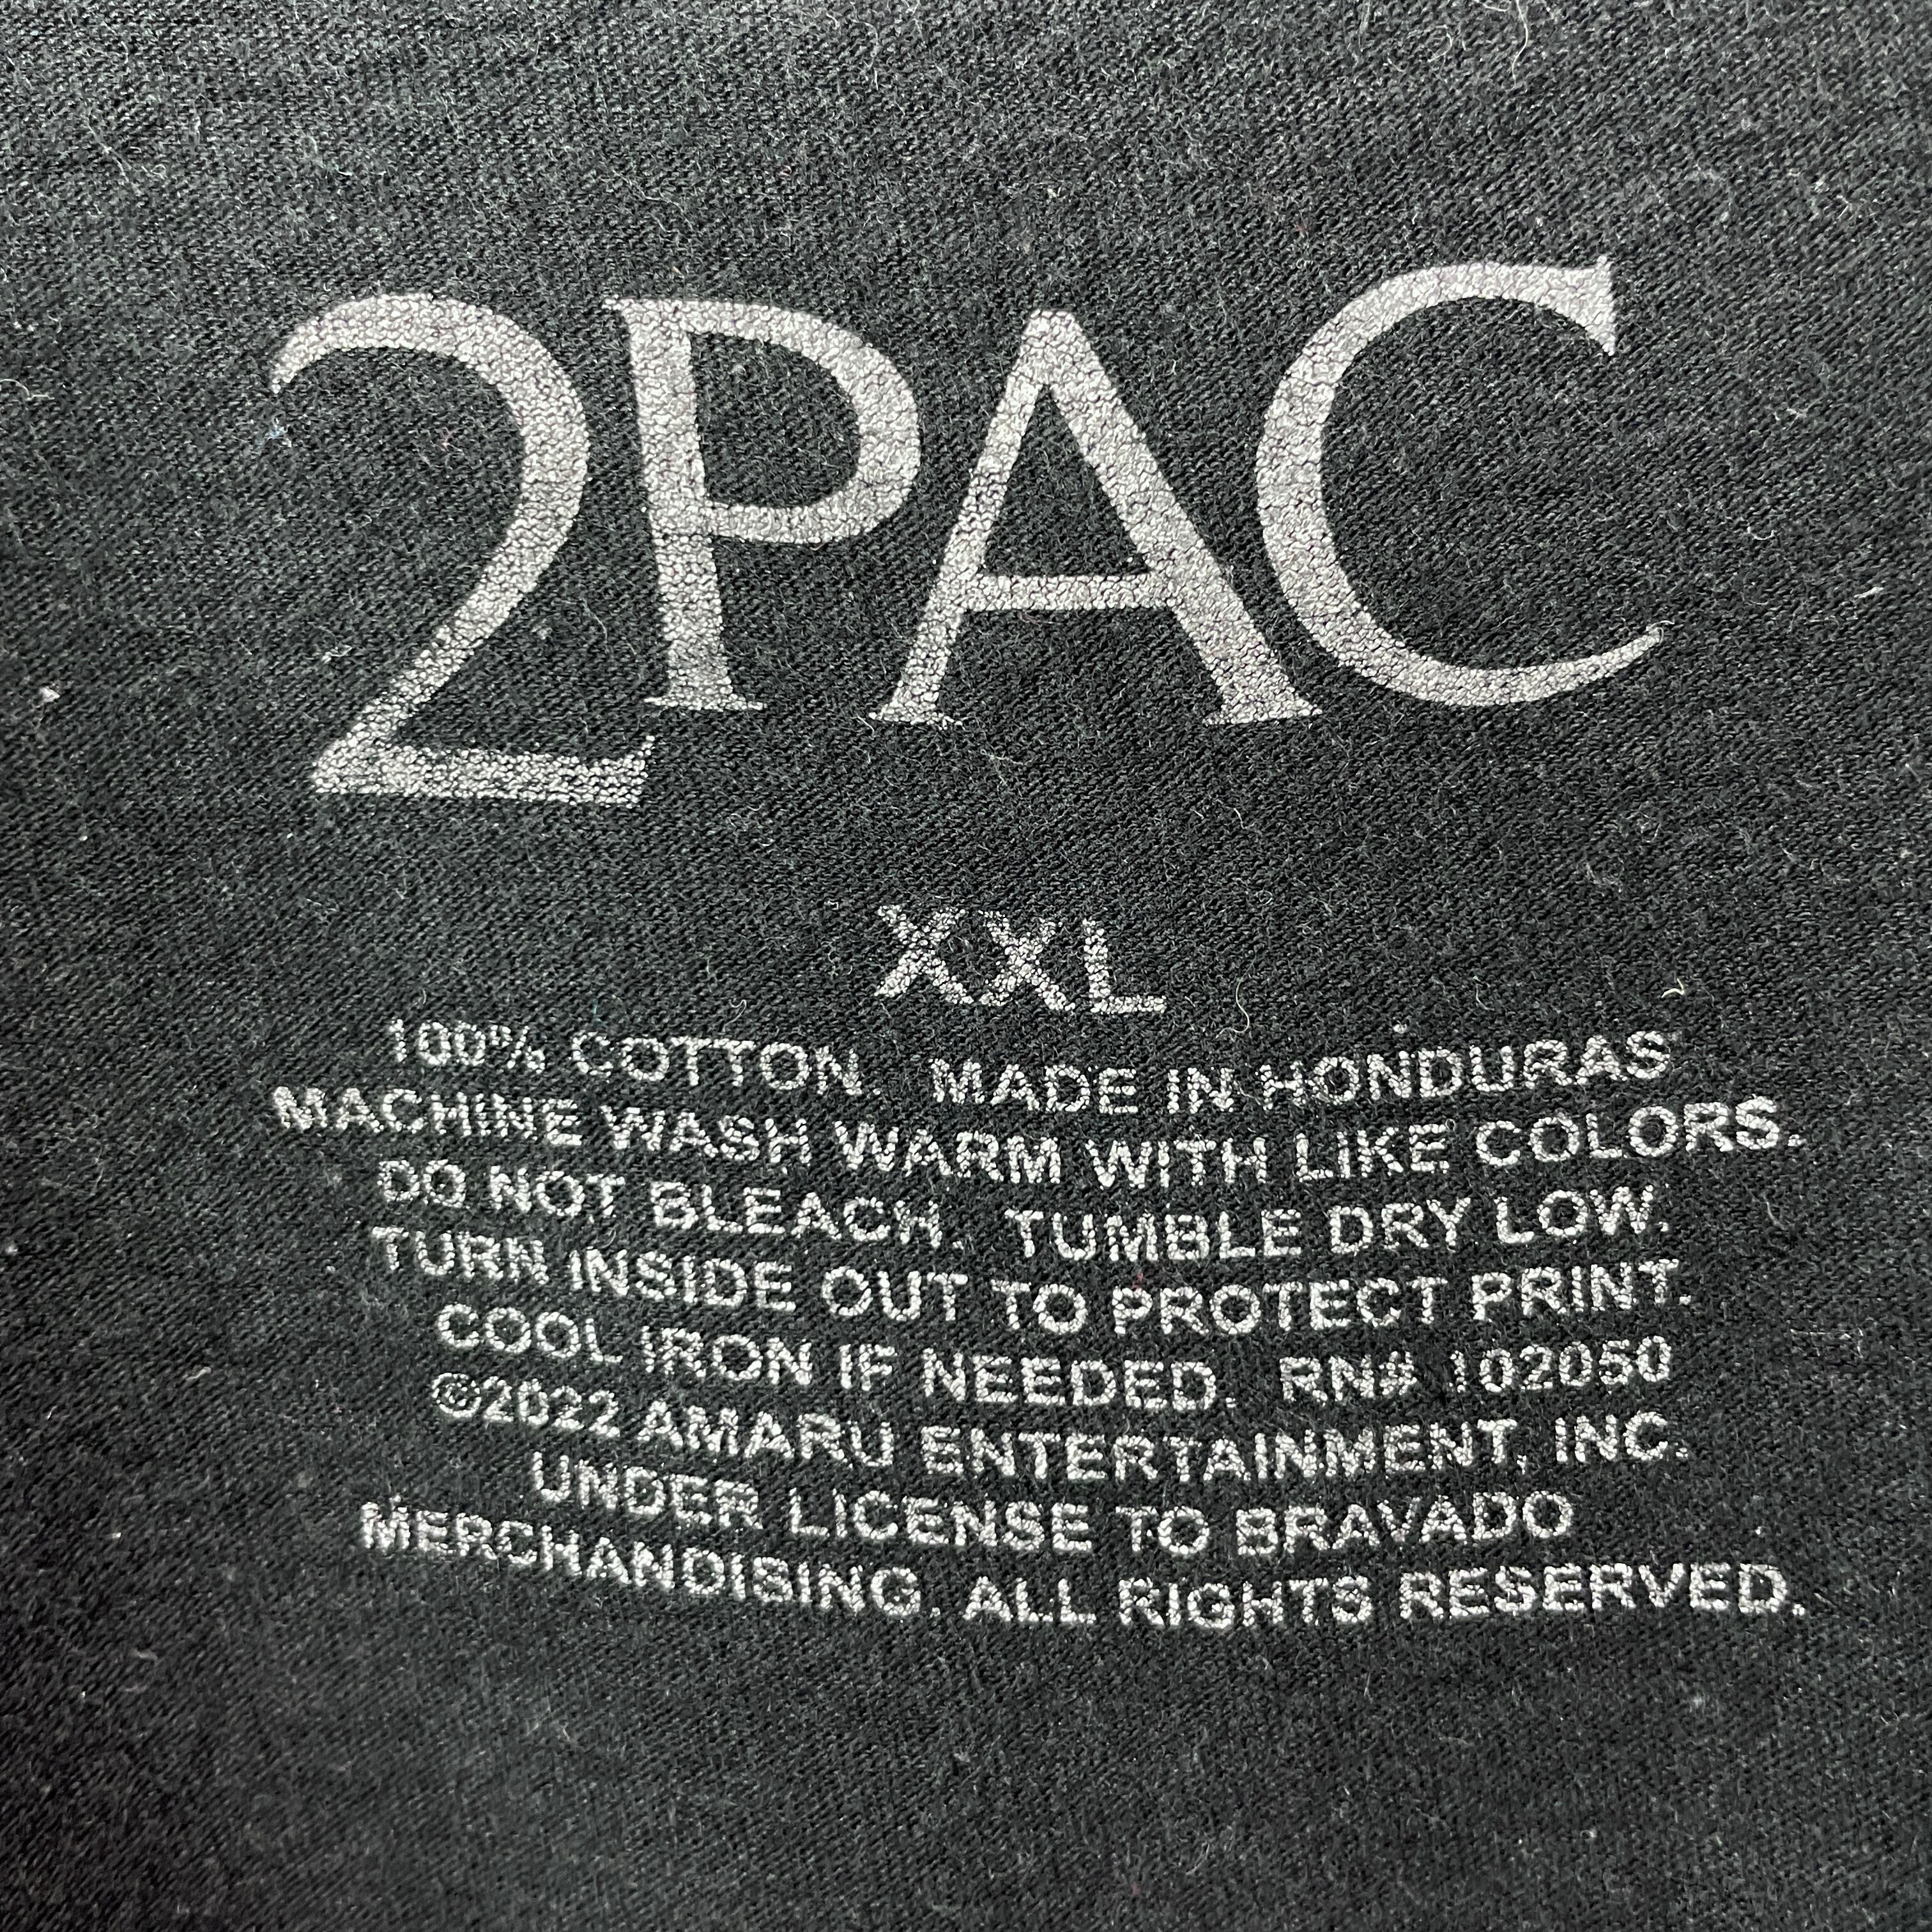 2PAC
XXL
100% COTTON. MADE IN HONDURAS
MACHINE WASH WARM WITH LIKE COLORS.
DO NOT BLEACH. TUMBLE DRY LOW.
TURN INSIDE OUT TO PROTECT PRINT.
COOL IRON IF NEEDED. RN# 102050
©2022 AMARU ENTERTAINMENT, INC.
UNDER LICENSE TO BRAVADO
MERCHANDISING. ALL RIGHTS RESERVED.